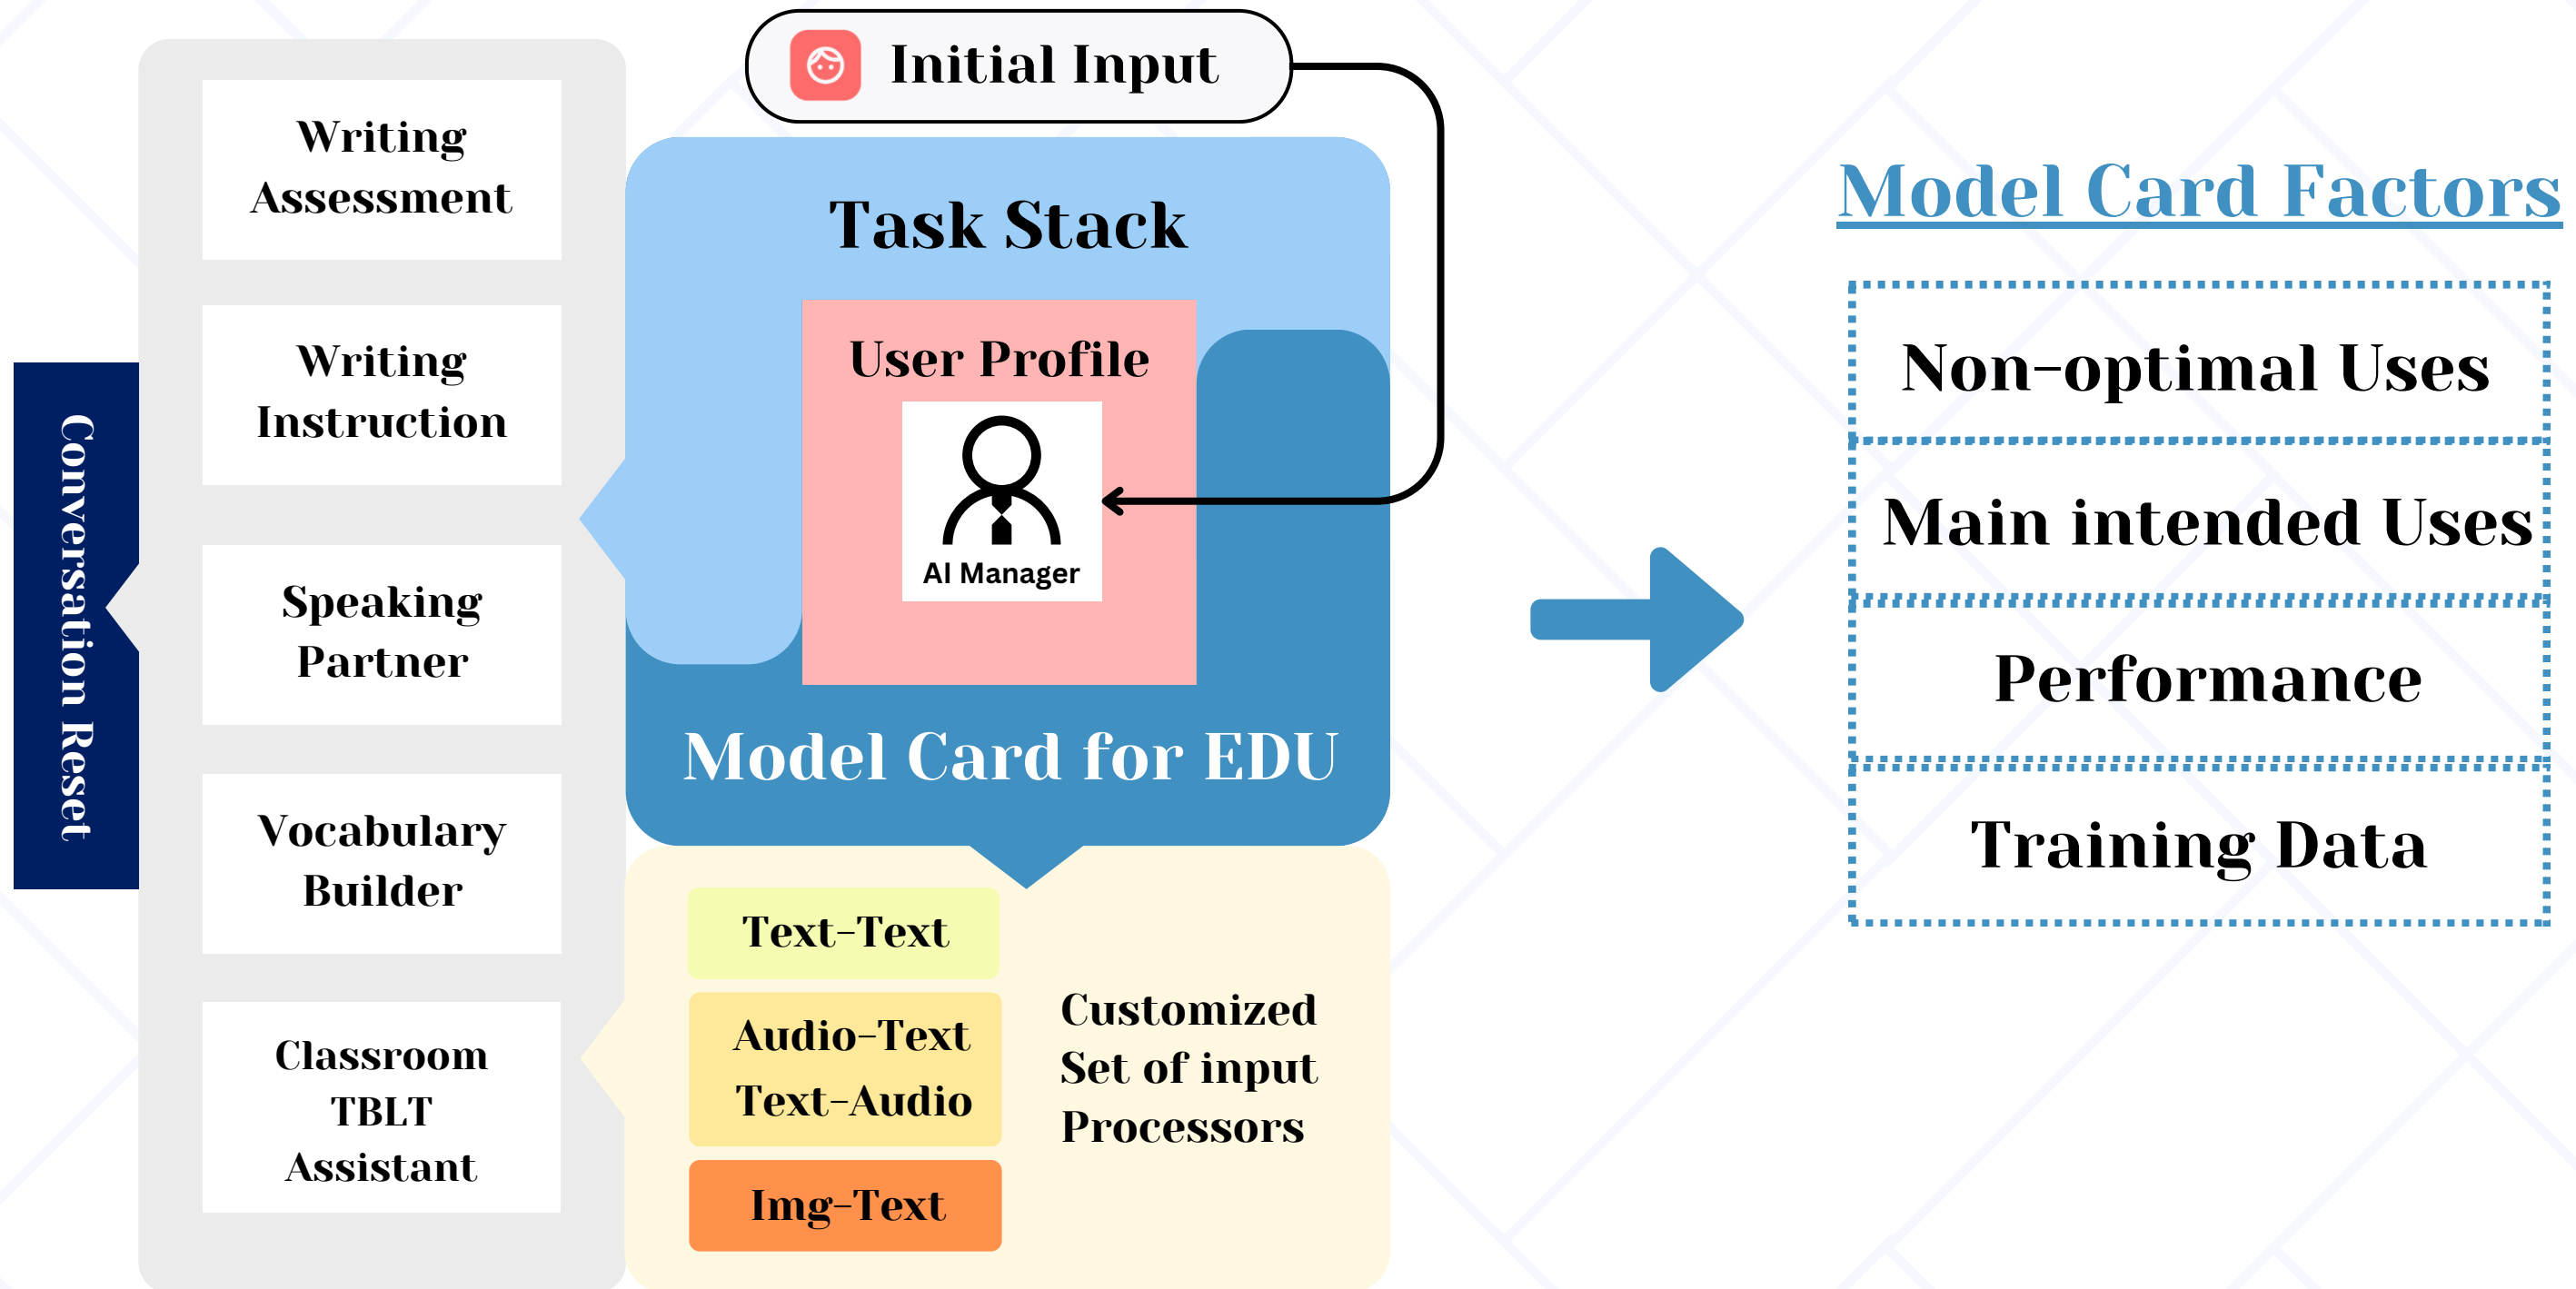 Initial Input
Conversation Reset
Writing
Assessment
Writing
Instruction
Speaking
Partner
Vocabulary
Builder
Classroom
TBLT
Assistant
Task Stack
User Profile
AI Manager
Model Card for EDU
Text-Text
Audio-Text
Text-Audio
Img-Text
Customized
Set of input
Processors
Model Card Factors
Non-optimal Uses
Main intended Uses
Performance
Training Data